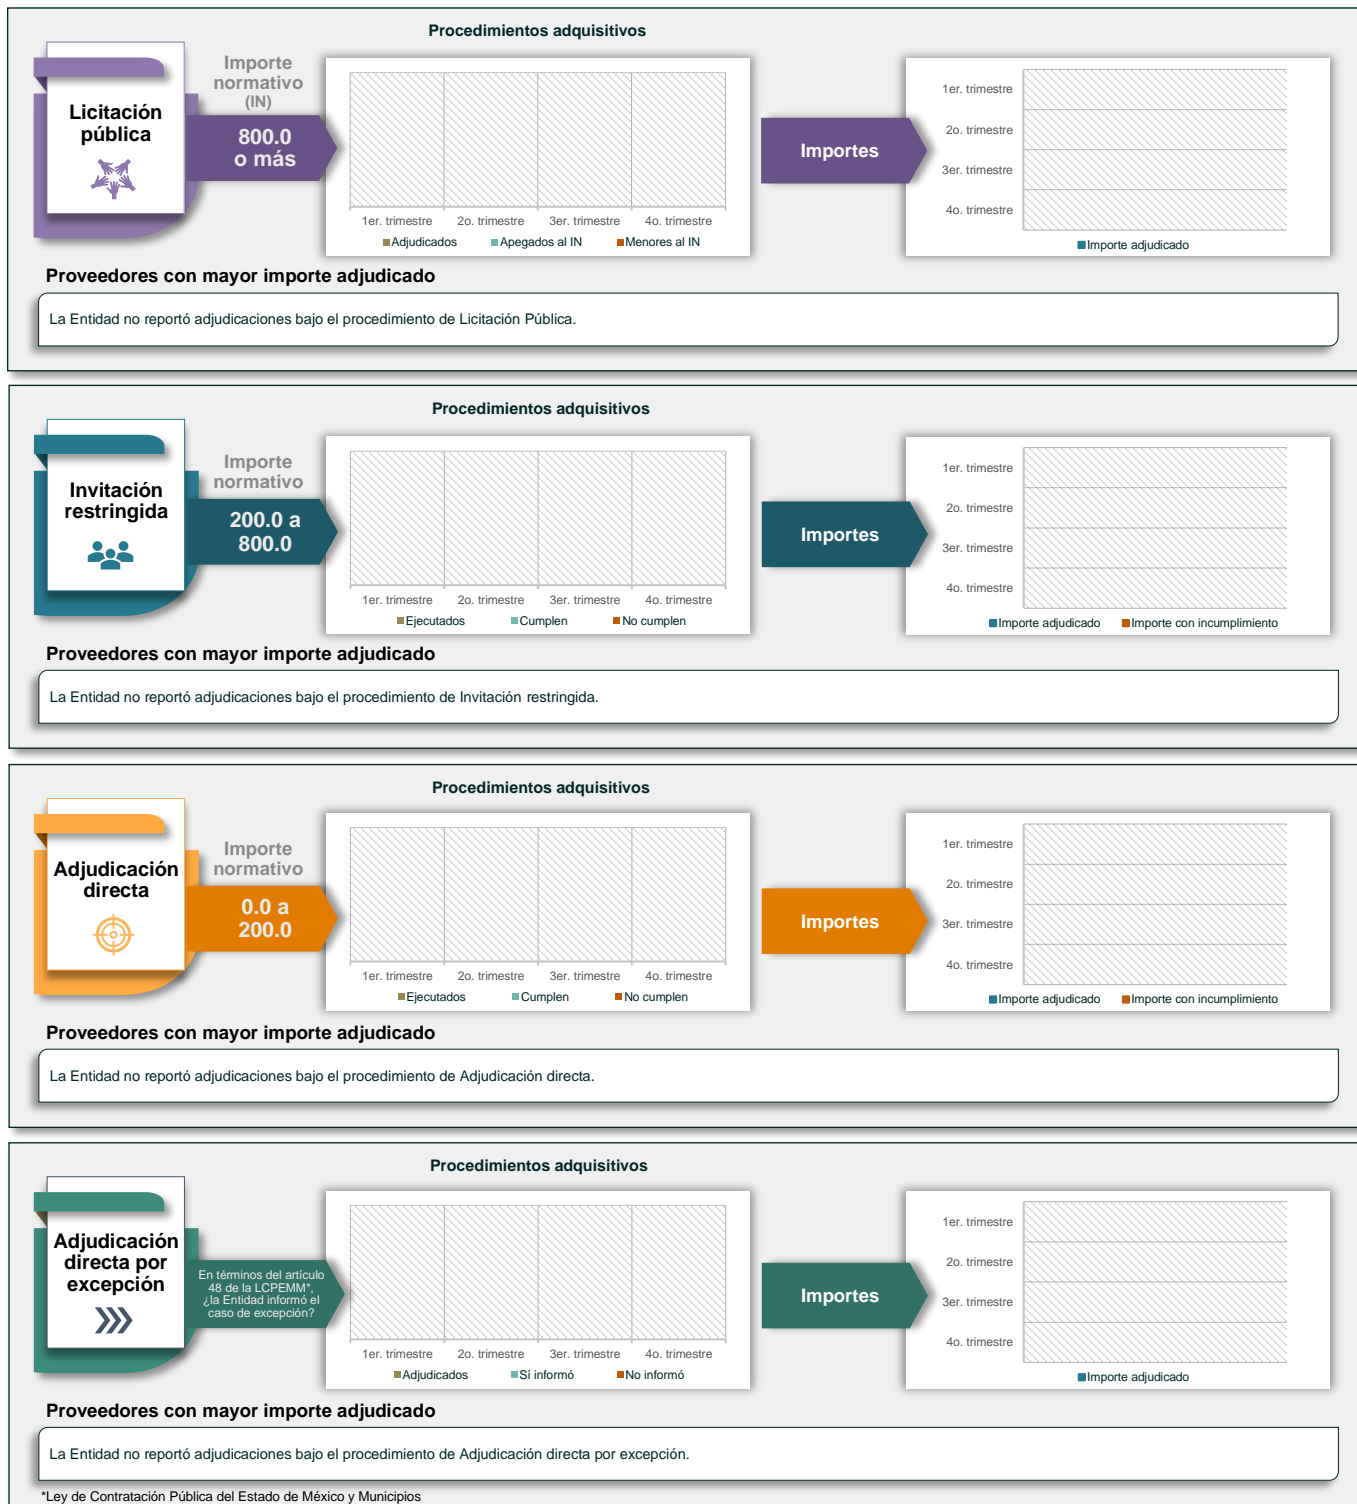 Procedimientos adquisitivos
Licitación
pública
Importe
normativo
(IN)
800.0
o más
1er. trimestre 2o. trimestre 3er. trimestre 4o. trimestre
Adjudicados Apegados al IN Menores al IN
Importes
1er. trimestre
2o. trimestre
3er. trimestre
4o. trimestre
Importe adjudicado
Proveedores con mayor importe adjudicado
La Entidad no reportó adjudicaciones bajo el procedimiento de Licitación Pública.
Procedimientos adquisitivos
Invitación
restringida
Importe
normativo
200.0 a
800.0
1er. trimestre 2o. trimestre 3er. trimestre 4o. trimestre
Ejecutados Cumplen No cumplen
Importes
1er. trimestre
2o. trimestre
3er. trimestre
4o. trimestre
Importe adjudicado Importe con incumplimiento
Proveedores con mayor importe adjudicado
La Entidad no reportó adjudicaciones bajo el procedimiento de Invitación restringida.
Procedimientos adquisitivos
Adjudicación
directa
Importe
normativo
0.0 a
200.0
1er. trimestre 2o. trimestre 3er. trimestre 4o. trimestre
Ejecutados Cumplen No cumplen
Importes
1er. trimestre
2o. trimestre
3er. trimestre
4o. trimestre
Importe adjudicado Importe con incumplimiento
Proveedores con mayor importe adjudicado
La Entidad no reportó adjudicaciones bajo el procedimiento de Adjudicación directa.
Procedimientos adquisitivos
Adjudicación
directa por
excepción
En términos del artículo
48 de la LCPEMM*,
¿la Entidad informó el
caso de excepción?
1er. trimestre 2o. trimestre 3er. trimestre 4o. trimestre
Adjudicados Sí informó No informó
Importes
1er. trimestre
2o. trimestre
3er. trimestre
4o. trimestre
Importe adjudicado
Proveedores con mayor importe adjudicado
La Entidad no reportó adjudicaciones bajo el procedimiento de Adjudicación directa por excepción.
*Ley de Contratación Pública del Estado de México y Municipios